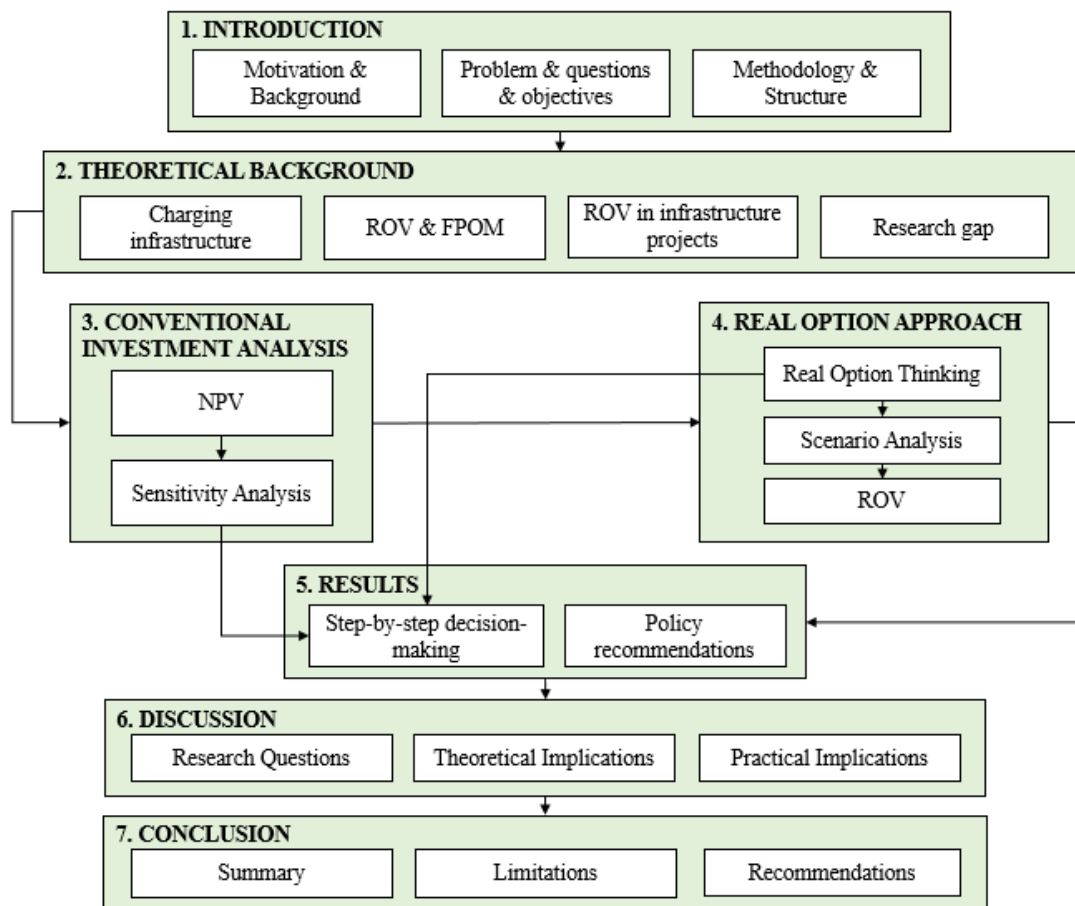 1. INTRODUCTION
Motivation &
Background
Problem & questions
& objectives
Methodology &
Structure
2. THEORETICAL BACKGROUND
Charging
infrastructure
ROV & FPOM
ROV in infrastructure
projects
Research gap
3. CONVENTIONAL
INVESTMENT ANALYSIS
NPV
Sensitivity Analysis
4. REAL OPTION APPROACH
Real Option Thinking
Scenario Analysis
ROV
5. RESULTS
Step-by-step decision-
making
Policy
recommendations
6. DISCUSSION
Research Questions
Theoretical Implications
Practical Implications
7. CONCLUSION
Summary
Limitations
Recommendations